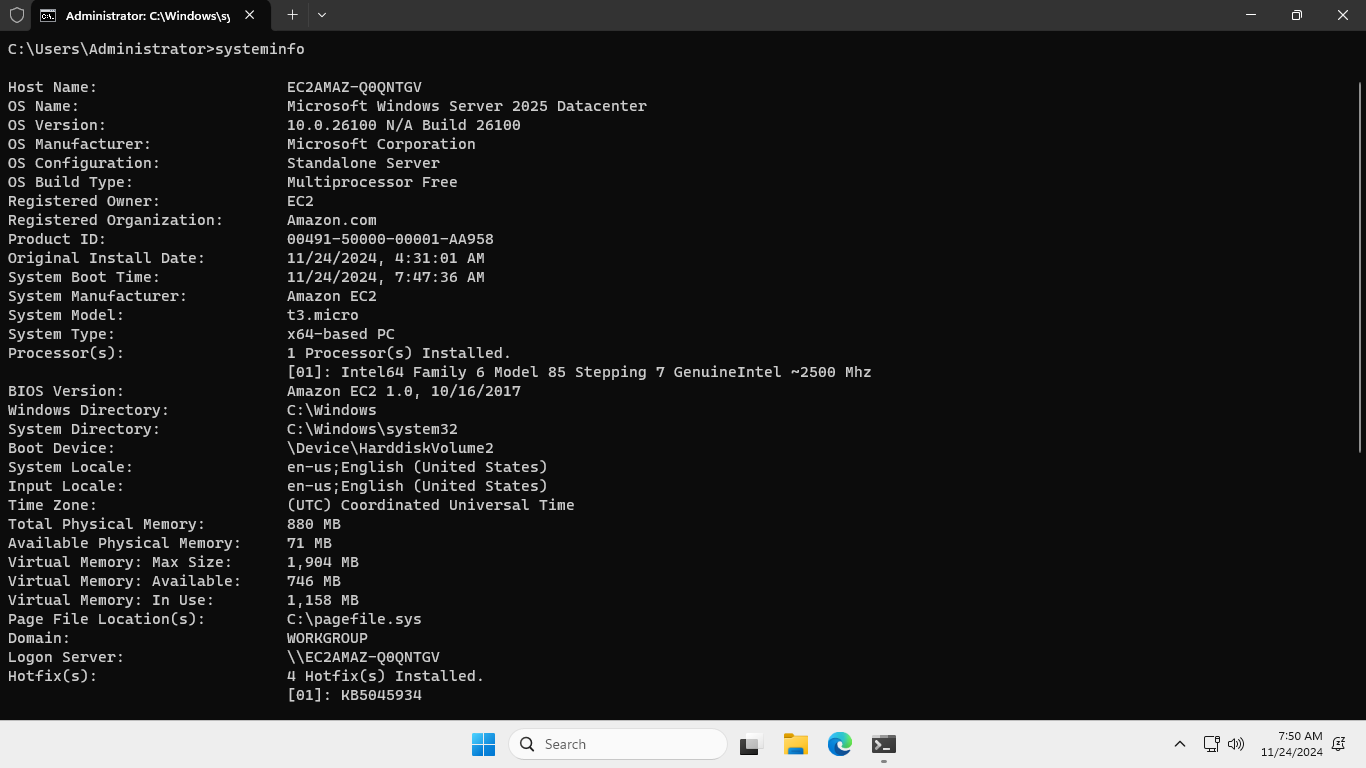 Administrator: C:\Windows\sy
C:\Users\Administrator>systeminfo
Host Name: EC2AMAZ-Q0QNTGV
OS Name: Microsoft Windows Server 2025 Datacenter
OS Version: 10.0.26100 N/A Build 26100
OS Manufacturer: Microsoft Corporation
OS Configuration: Standalone Server
OS Build Type: Multiprocessor Free
Registered Owner: EC2
Registered Organization: Amazon.com
Product ID: 00491-50000-00001-AA958
Original Install Date: 11/24/2024, 4:31:01 AM
System Boot Time: 11/24/2024, 7:47:36 AM
System Manufacturer: Amazon EC2
System Model: t3.micro
System Type: x64-based PC
Processor(s): 1 Processor(s) Installed.
[01]: Intel64 Family 6 Model 85 Stepping 7 GenuineIntel ~2500 Mhz
BIOS Version: Amazon EC2 1.0, 10/16/2017
Windows Directory: C:\Windows
System Directory: C:\Windows\system32
Boot Device: \Device\HarddiskVolume2
System Locale: en-us;English (United States)
Input Locale: en-us;English (United States)
Time Zone: (UTC) Coordinated Universal Time
Total Physical Memory: 880 MB
Available Physical Memory: 71 MB
Virtual Memory: Max Size: 1,904 MB
Virtual Memory: Available: 746 MB
Virtual Memory: In Use: 1,158 MB
Page File Location(s): C:\pagefile.sys
Domain: WORKGROUP
Logon Server: \\EC2AMAZ-Q0QNTGV
Hotfix(s): 4 Hotfix(s) Installed.
[01]: KB5045934
Search
7:50 AM
11/24/2024